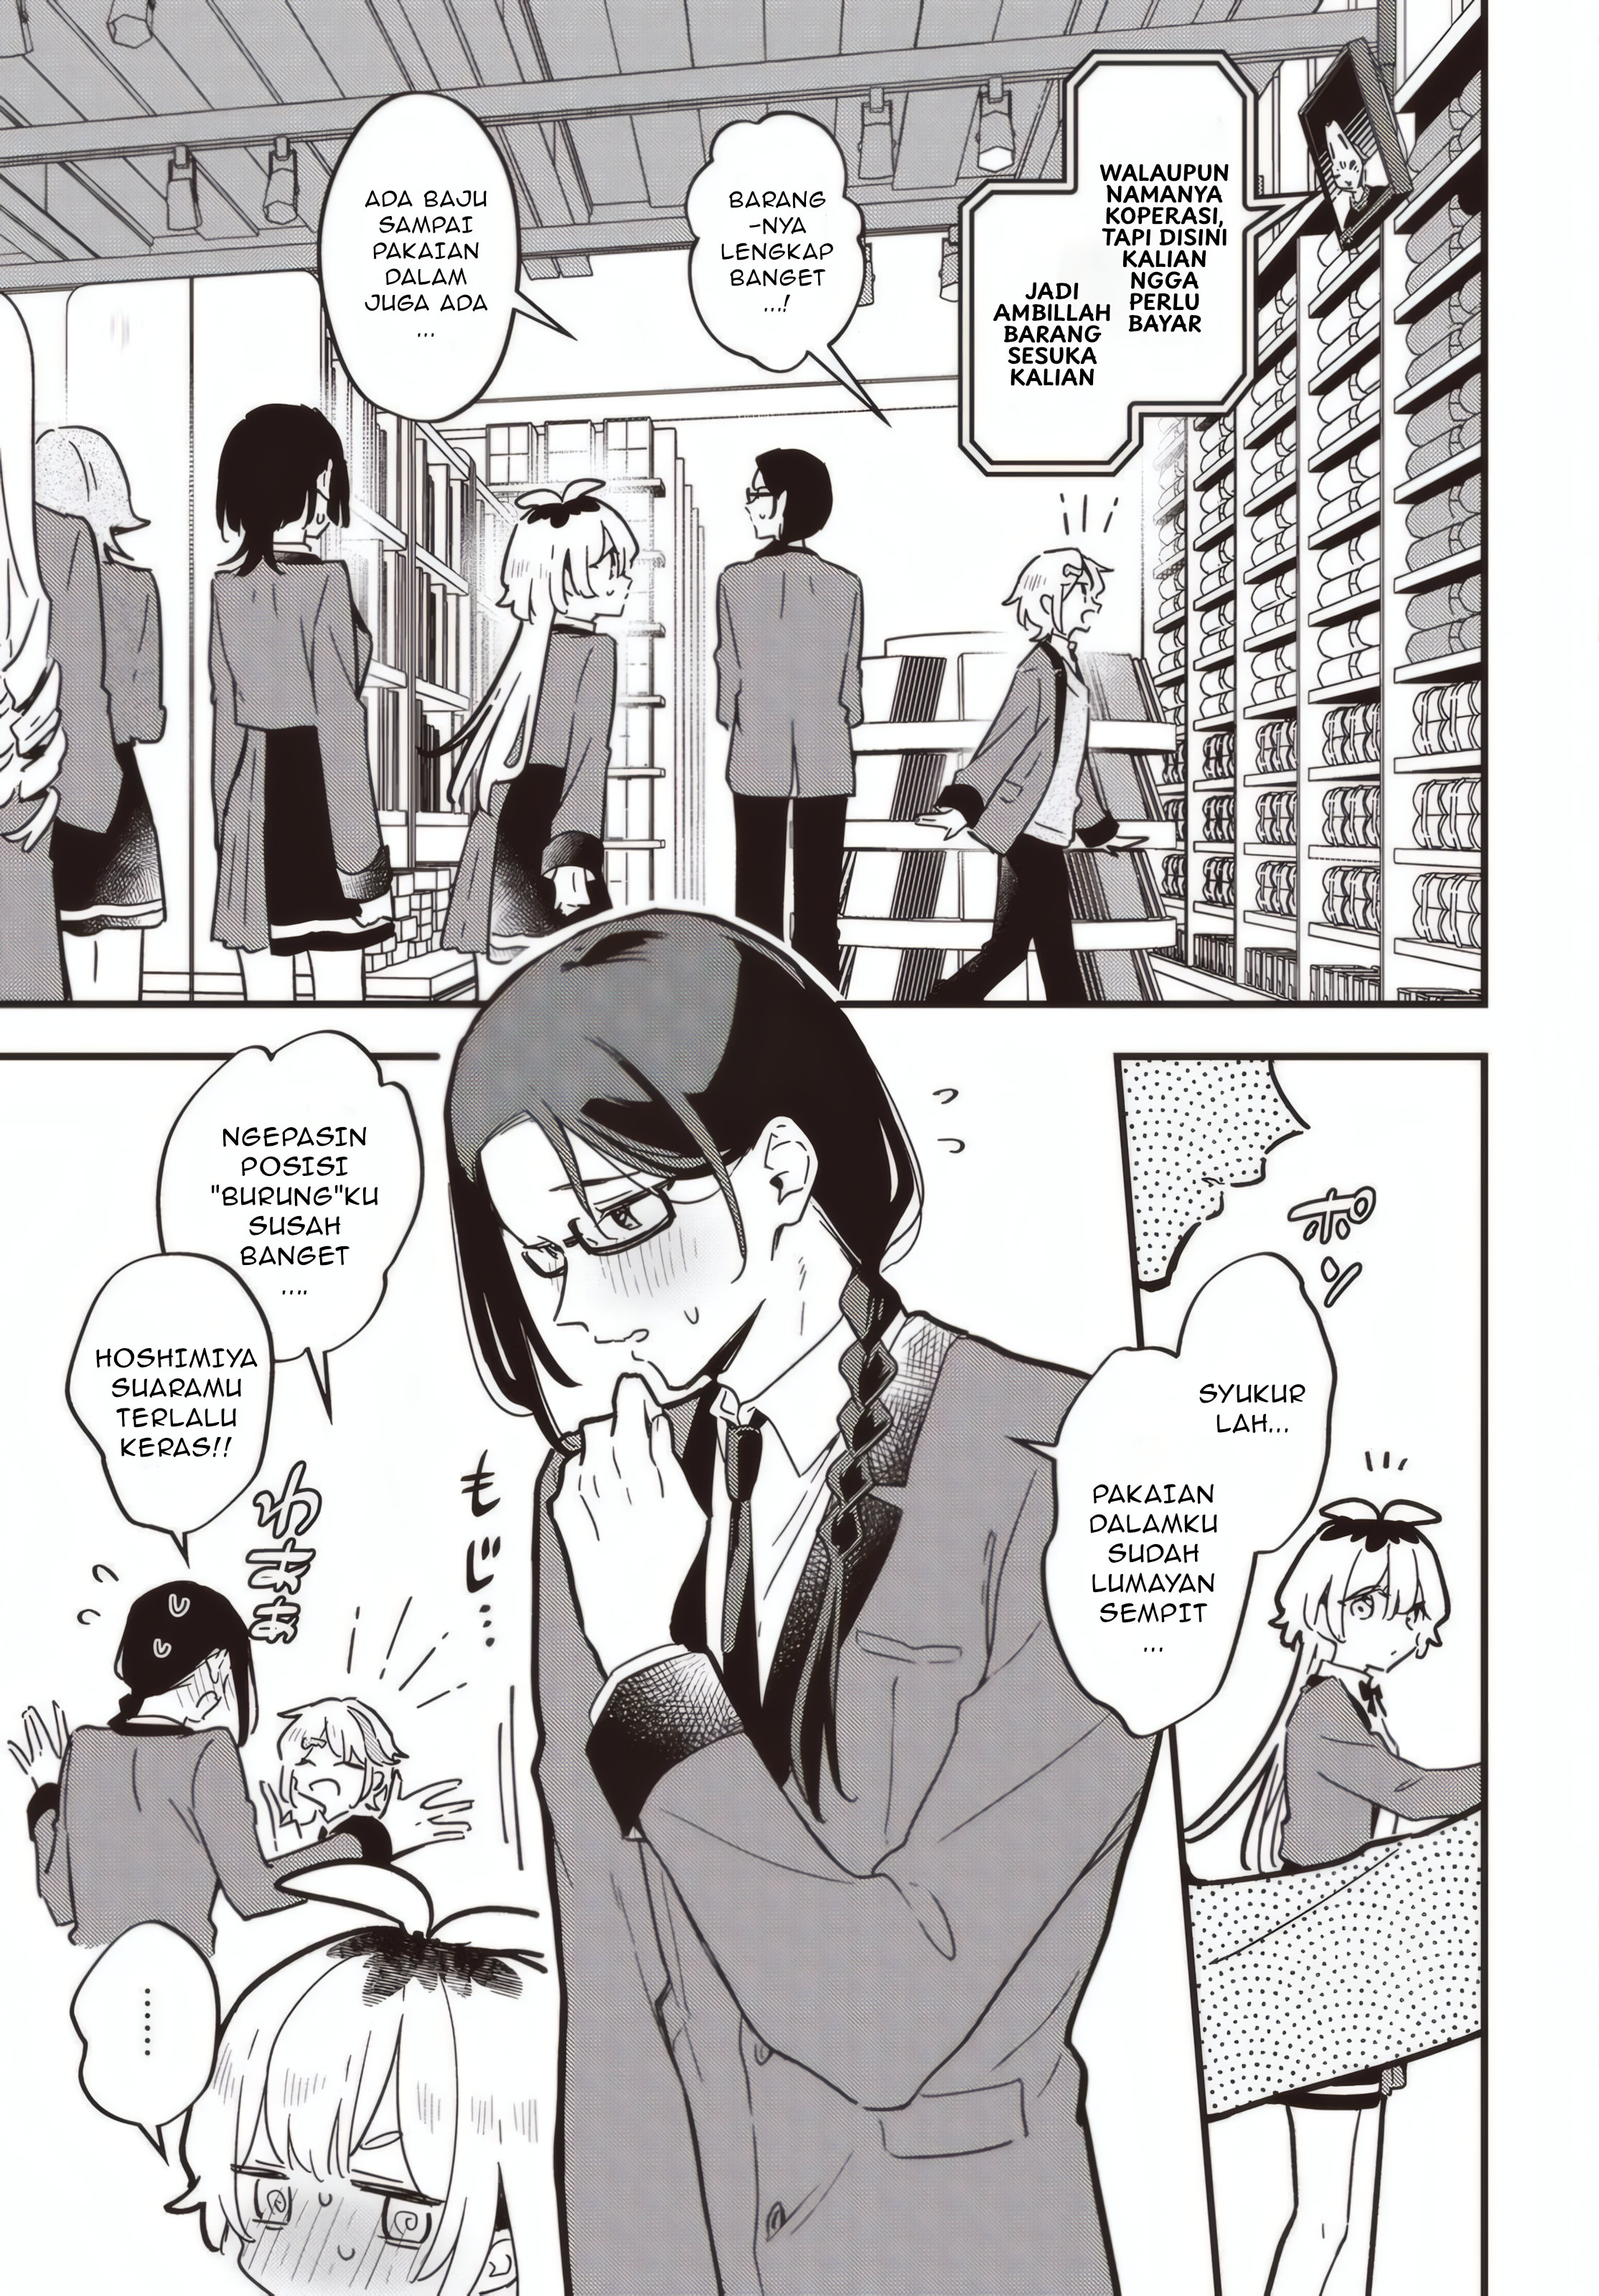 WALAUPUN
NAMANYA
KOPERASI,
TAPI DISINI
KALIAN
NGGA
PERLU
BAYAR
JADI
AMBILLAH
BARANG
SESUKA
KALIAN
BARANG
-NYA
LENGKAP
BANGET
...!
ADA BAJU
SAMPAI
PAKAIAN
DALAM
JUGA ADA
...
ポン
SYUKUR
LAH...
PAKAIAN
DALAMKU
SUDAH
LUMAYAN
SEMPIT
...
もじ…
NGEPASIN
POSISI
"BURUNG"KU
SUSAH
BANGET
....
HOSHIMIYA
SUARAMU
TERLALU
KERAS!!
わぁぁ
......